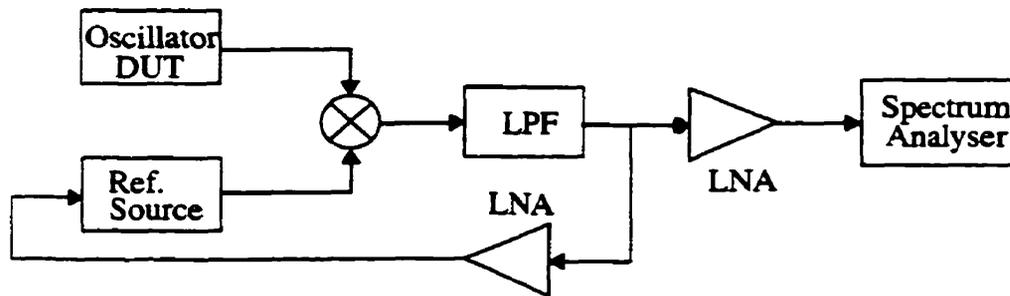 Oscillator
DUT
LPF
Spectrum
Analyser
LNA
Ref.
Source
LNA